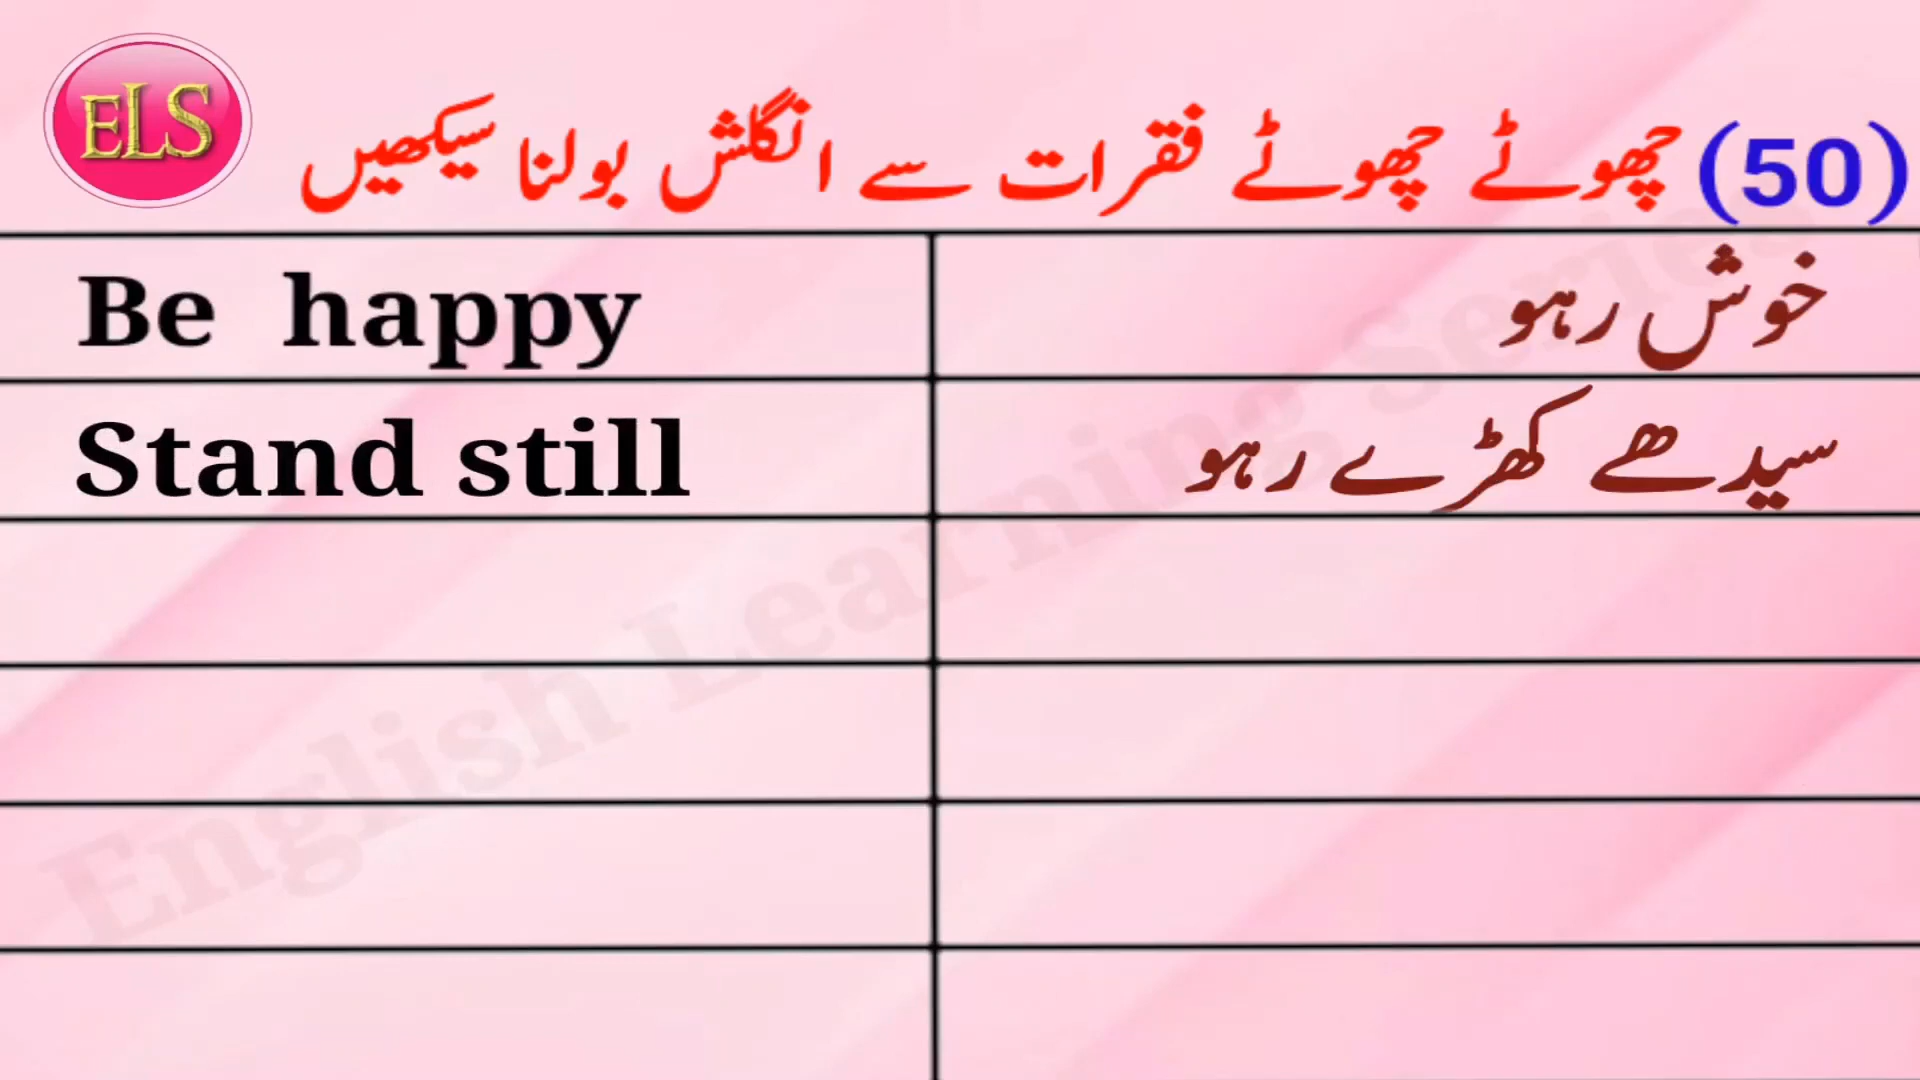 ELS
(50) چھوٹے چھوٹے فقرات سے انگلش بولنا سیکھیں
Be happy
خوش رہو
Stand still
سیدھے کھڑے رہو
English Learning Series